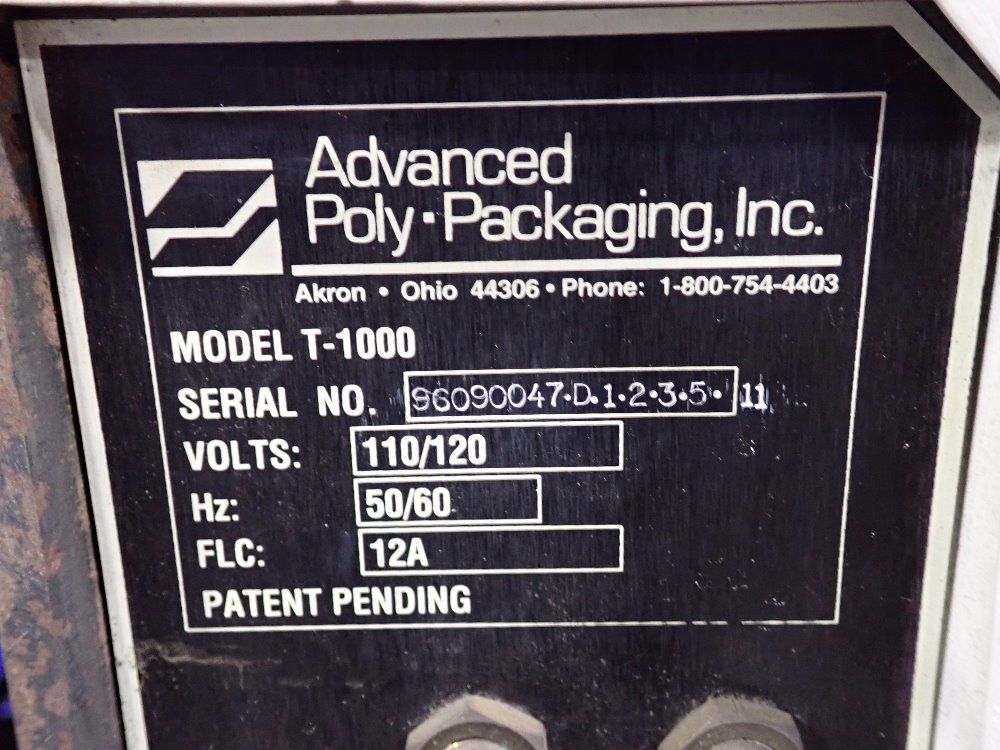 Advanced
Poly·Packaging, Inc.
Akron • Ohio 44306 • Phone: 1-800-754-4403
MODEL T-1000
SERIAL NO. 96090047·D·1·2·3·5· 11
VOLTS: 110/120
Hz: 50/60
FLC: 12A
PATENT PENDING